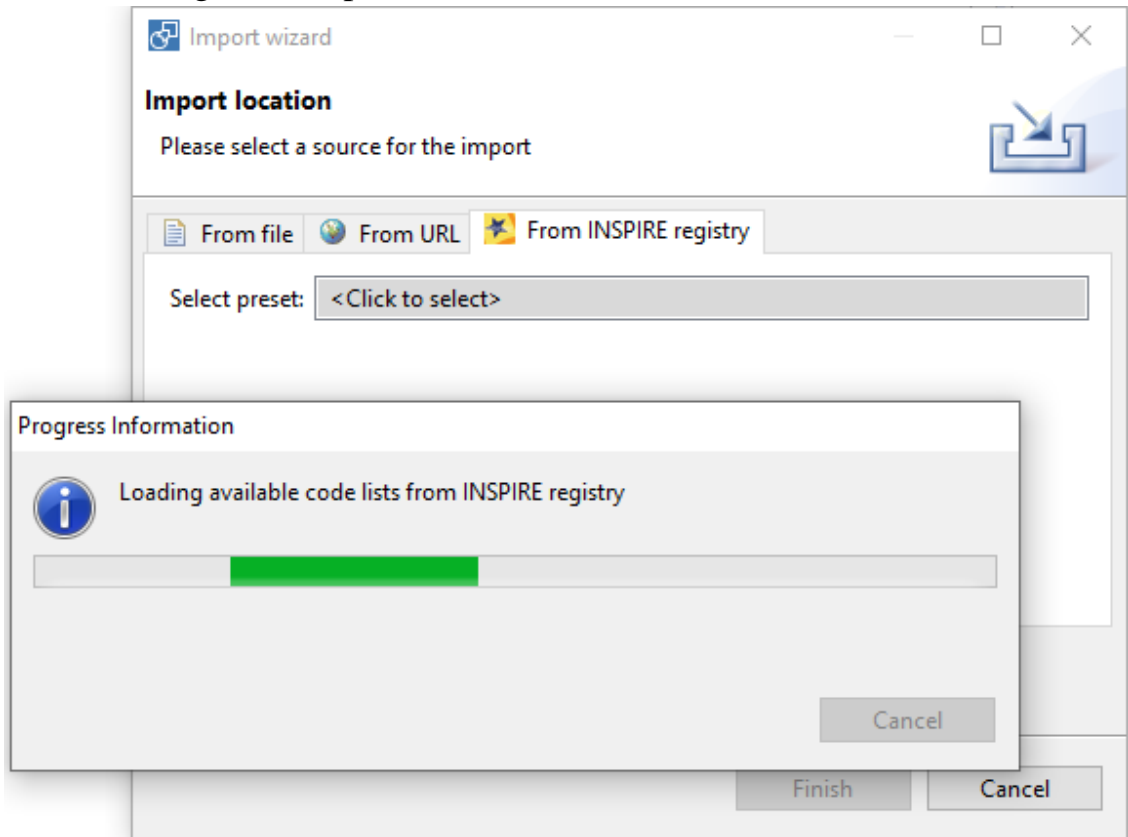 Import wizard
Import location
Please select a source for the import
From file From URL From INSPIRE registry
Select preset: <Click to select>
Progress Information
Loading available code lists from INSPIRE registry
Cancel
Finish Cancel